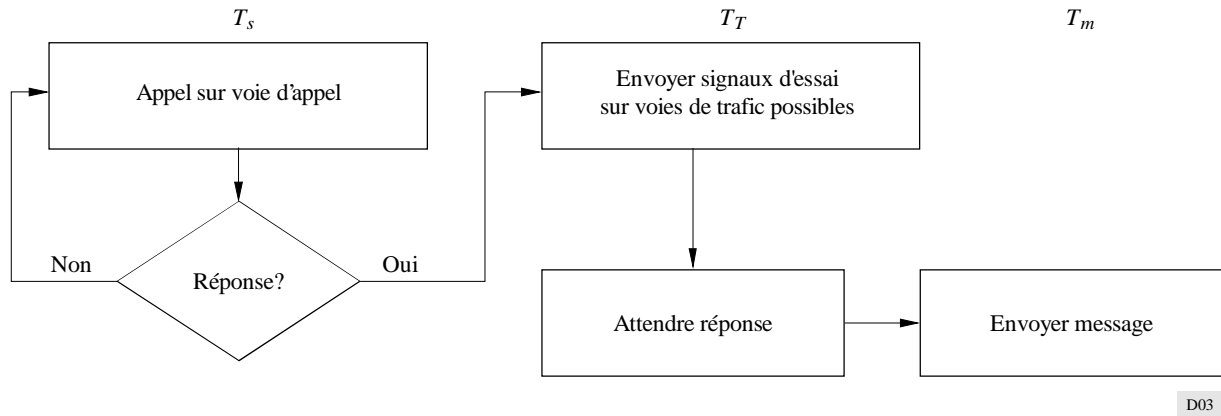 T_s
T_T
T_m
Appel sur voie d’appel
Envoyer signaux d'essai
sur voies de trafic possibles
Non
Réponse?
Oui
Attendre réponse
Envoyer message
D03